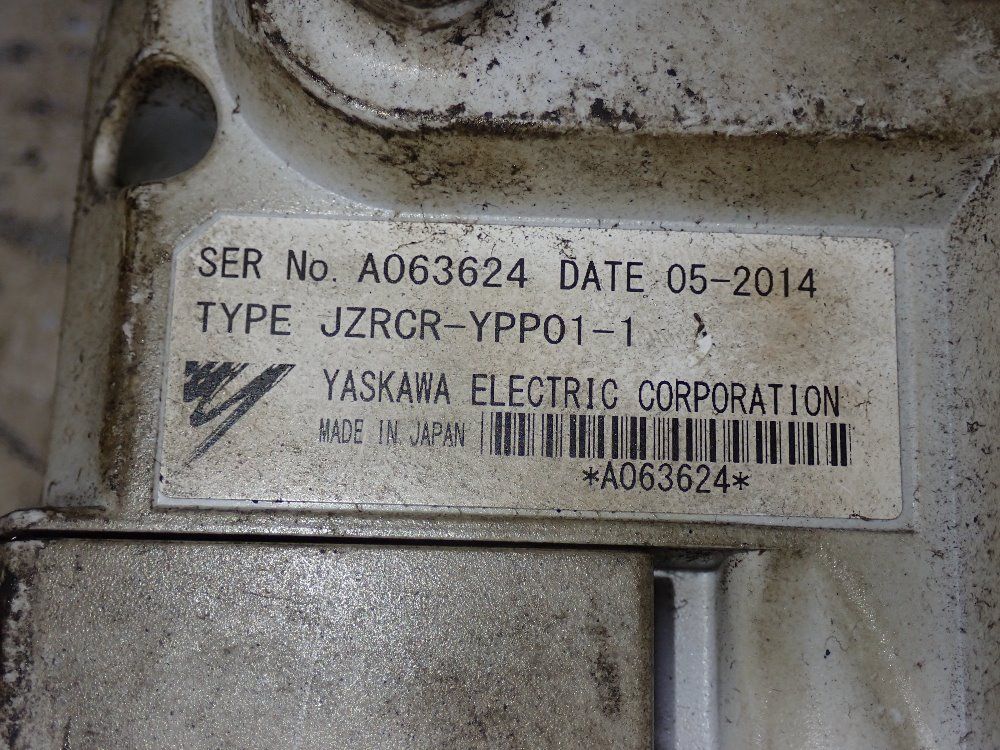 SER No. A063624 DATE 05-2014
TYPE JZRCR-YPP01-1
YASKAWA ELECTRIC CORPORATION
MADE IN JAPAN
*A063624*